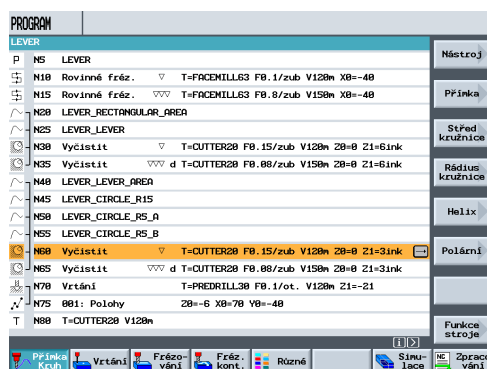 PROGRAM
LEVER
P N5 LEVER
N10 Rovinné fréz. ▽ T=FACEMILL63 F0.1/zub V120m X0=-40
N15 Rovinné fréz. ▽▽▽ T=FACEMILL63 F0.8/zub V150m X0=-40
N20 LEVER_RECTANGULAR_AREA
N25 LEVER_LEVER
N30 Vyčistit ▽ T=CUTTER20 F0.15/zub V120m Z0=0 Z1=6ink
N35 Vyčistit ▽▽▽ d T=CUTTER20 F0.08/zub V150m Z0=0 Z1=6ink
N40 LEVER_LEVER_AREA
N45 LEVER_CIRCLE_R15
N50 LEVER_CIRCLE_R5_A
N55 LEVER_CIRCLE_R5_B
N60 Vyčistit ▽ T=CUTTER20 F0.15/zub V120m Z0=0 Z1=3ink
N65 Vyčistit ▽▽▽ d T=CUTTER20 F0.08/zub V150m Z0=0 Z1=3ink
N70 Vrtání T=PREDRILL30 F0.1/ot. V120m Z1=-21
N75 001: Polohy Z0=-6 X0=70 Y0=-40
T N80 T=CUTTER20 V120m
Nástroj
Přímka
Střed
kružnice
Rádius
kružnice
Helix
Polární
Funkce
stroje
Přímka
Kruh
Vrtání
Frézo-
vání
Fréz.
kont.
Různé
Simu-
lace
NC
Zpraco
vání